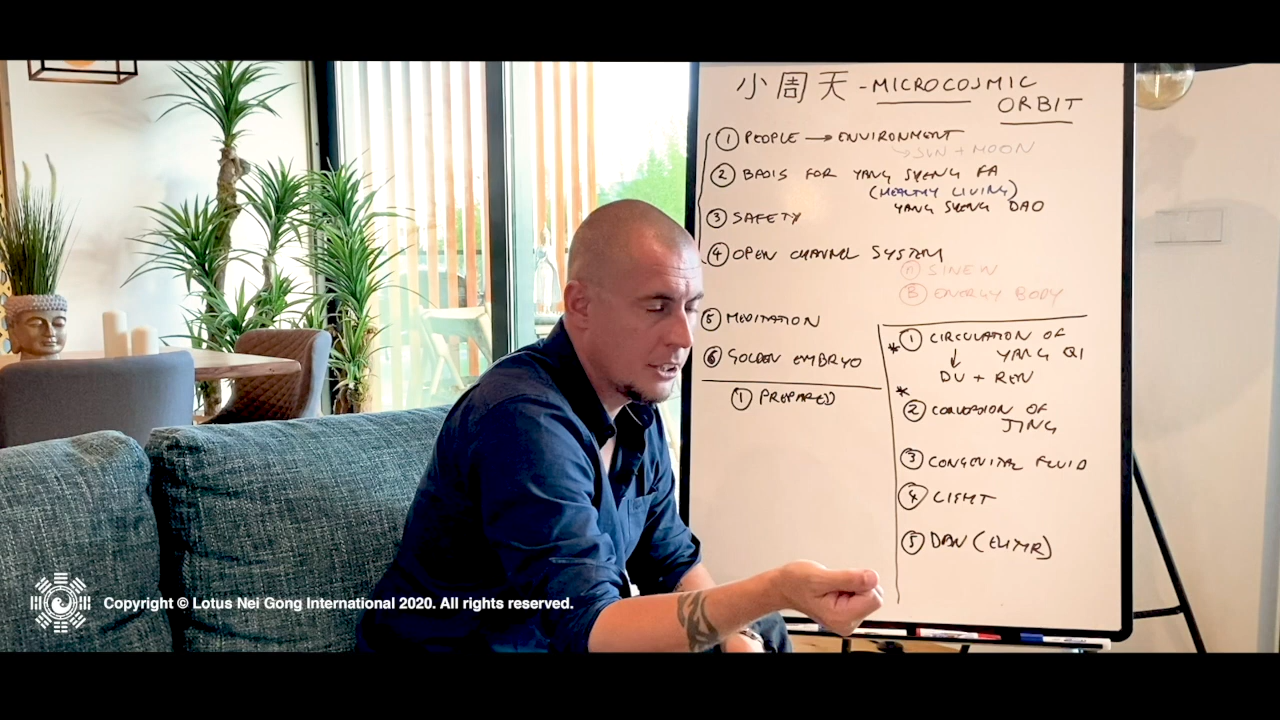 小周天 - MICROCOSMIC
ORBIT
① PEOPLE → ENVIRONMENT
↳ SUN + MOON
② BASIS FOR YANG SHENG FA
(HEALTHY LIVING)
YANG SHENG DAO
③ SAFETY
④ OPEN CHANNEL SYSTEM
Ⓐ SINEW
Ⓑ ENERGY BODY
⑤ MEDITATION
⑥ GOLDEN EMBRYO
① PREPARED
* ① CIRCULATION OF
YANG QI
↓
DU + REN
* ② CONVERSION OF
JING
③ CONGENITAL FLUID
④ LIGHT
⑤ DAN (ELIXIR)
Copyright © Lotus Nei Gong International 2020. All rights reserved.